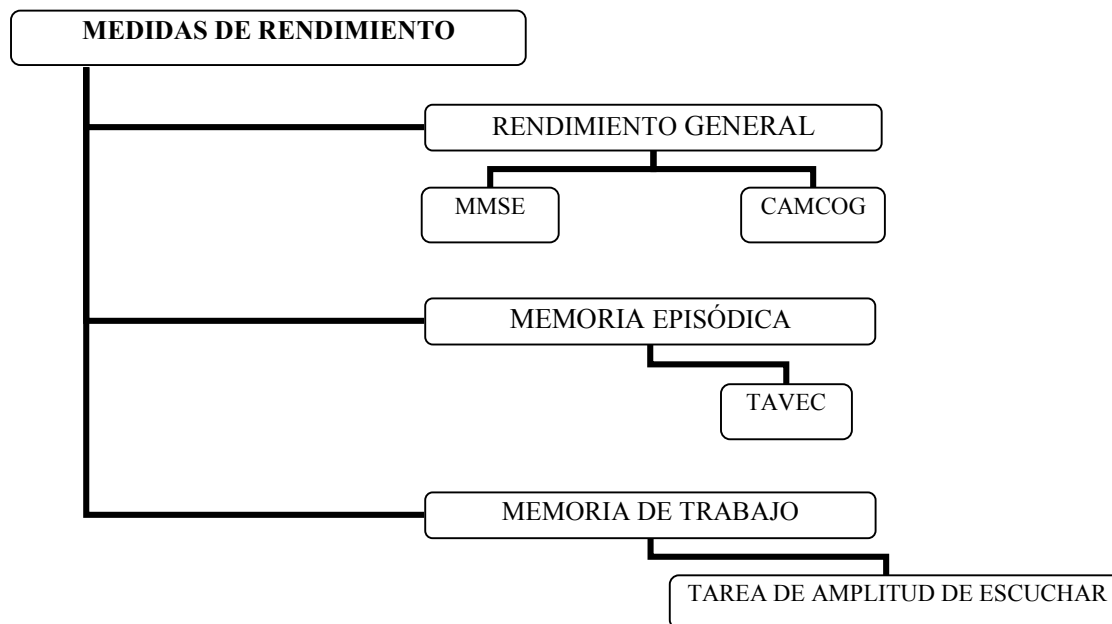 MEDIDAS DE RENDIMIENTO
RENDIMIENTO GENERAL
MMSE
CAMCOG
MEMORIA EPISÓDICA
TAVEC
MEMORIA DE TRABAJO
TAREA DE AMPLITUD DE ESCUCHAR